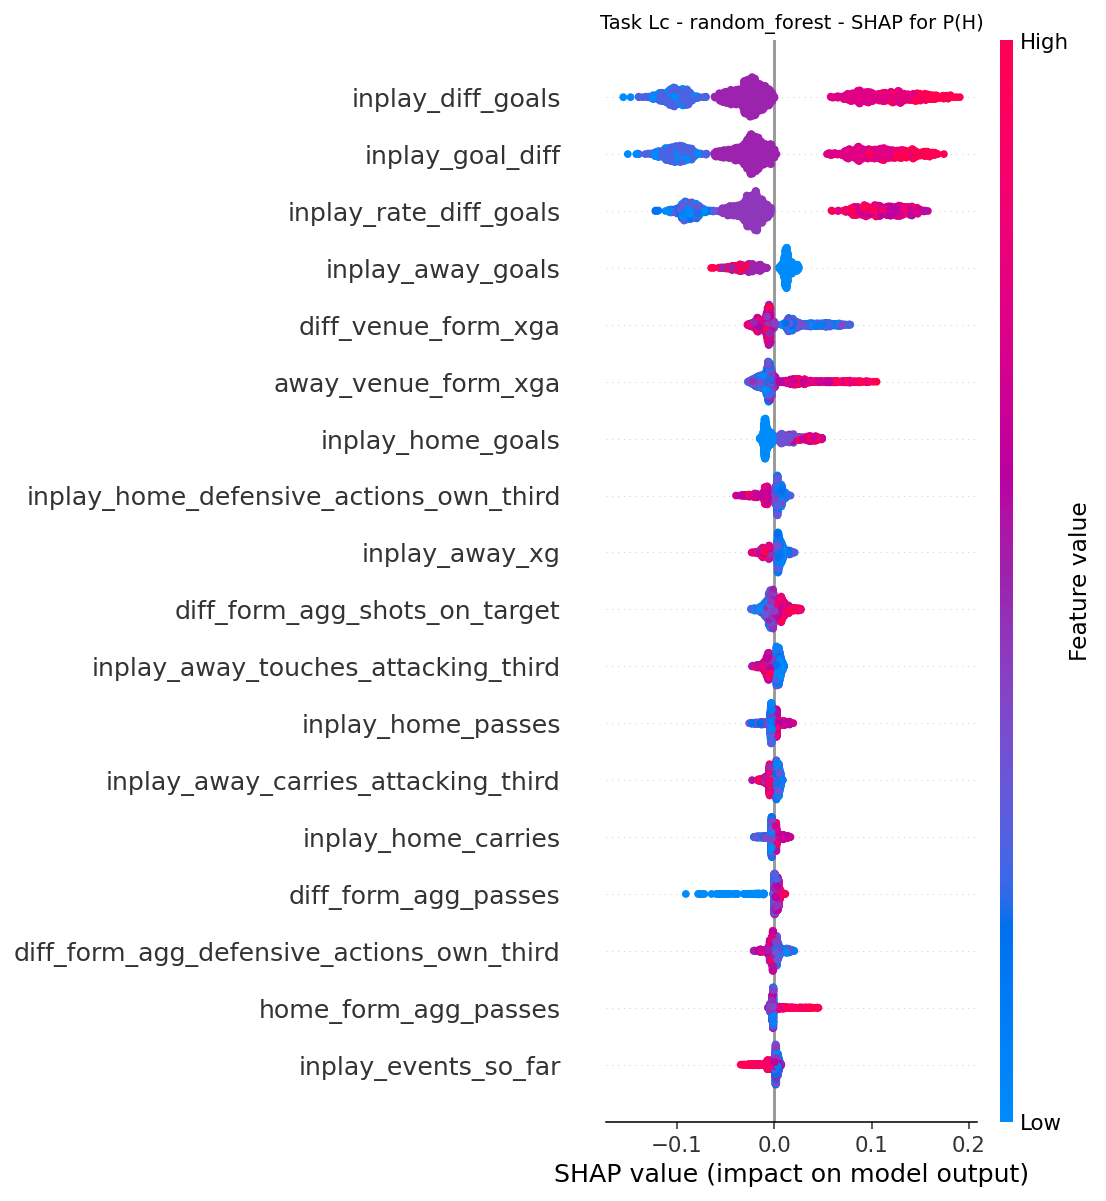 Task Lc - random_forest - SHAP for P(H)
High
inplay_diff_goals
inplay_goal_diff
inplay_rate_diff_goals
inplay_away_goals
diff_venue_form_xga
away_venue_form_xga
inplay_home_goals
inplay_home_defensive_actions_own_third
inplay_away_xg
diff_form_agg_shots_on_target
inplay_away_touches_attacking_third
inplay_home_passes
inplay_away_carries_attacking_third
inplay_home_carries
diff_form_agg_passes
diff_form_agg_defensive_actions_own_third
home_form_agg_passes
inplay_events_so_far
Feature value
Low
−0.1 0.0 0.1 0.2
SHAP value (impact on model output)